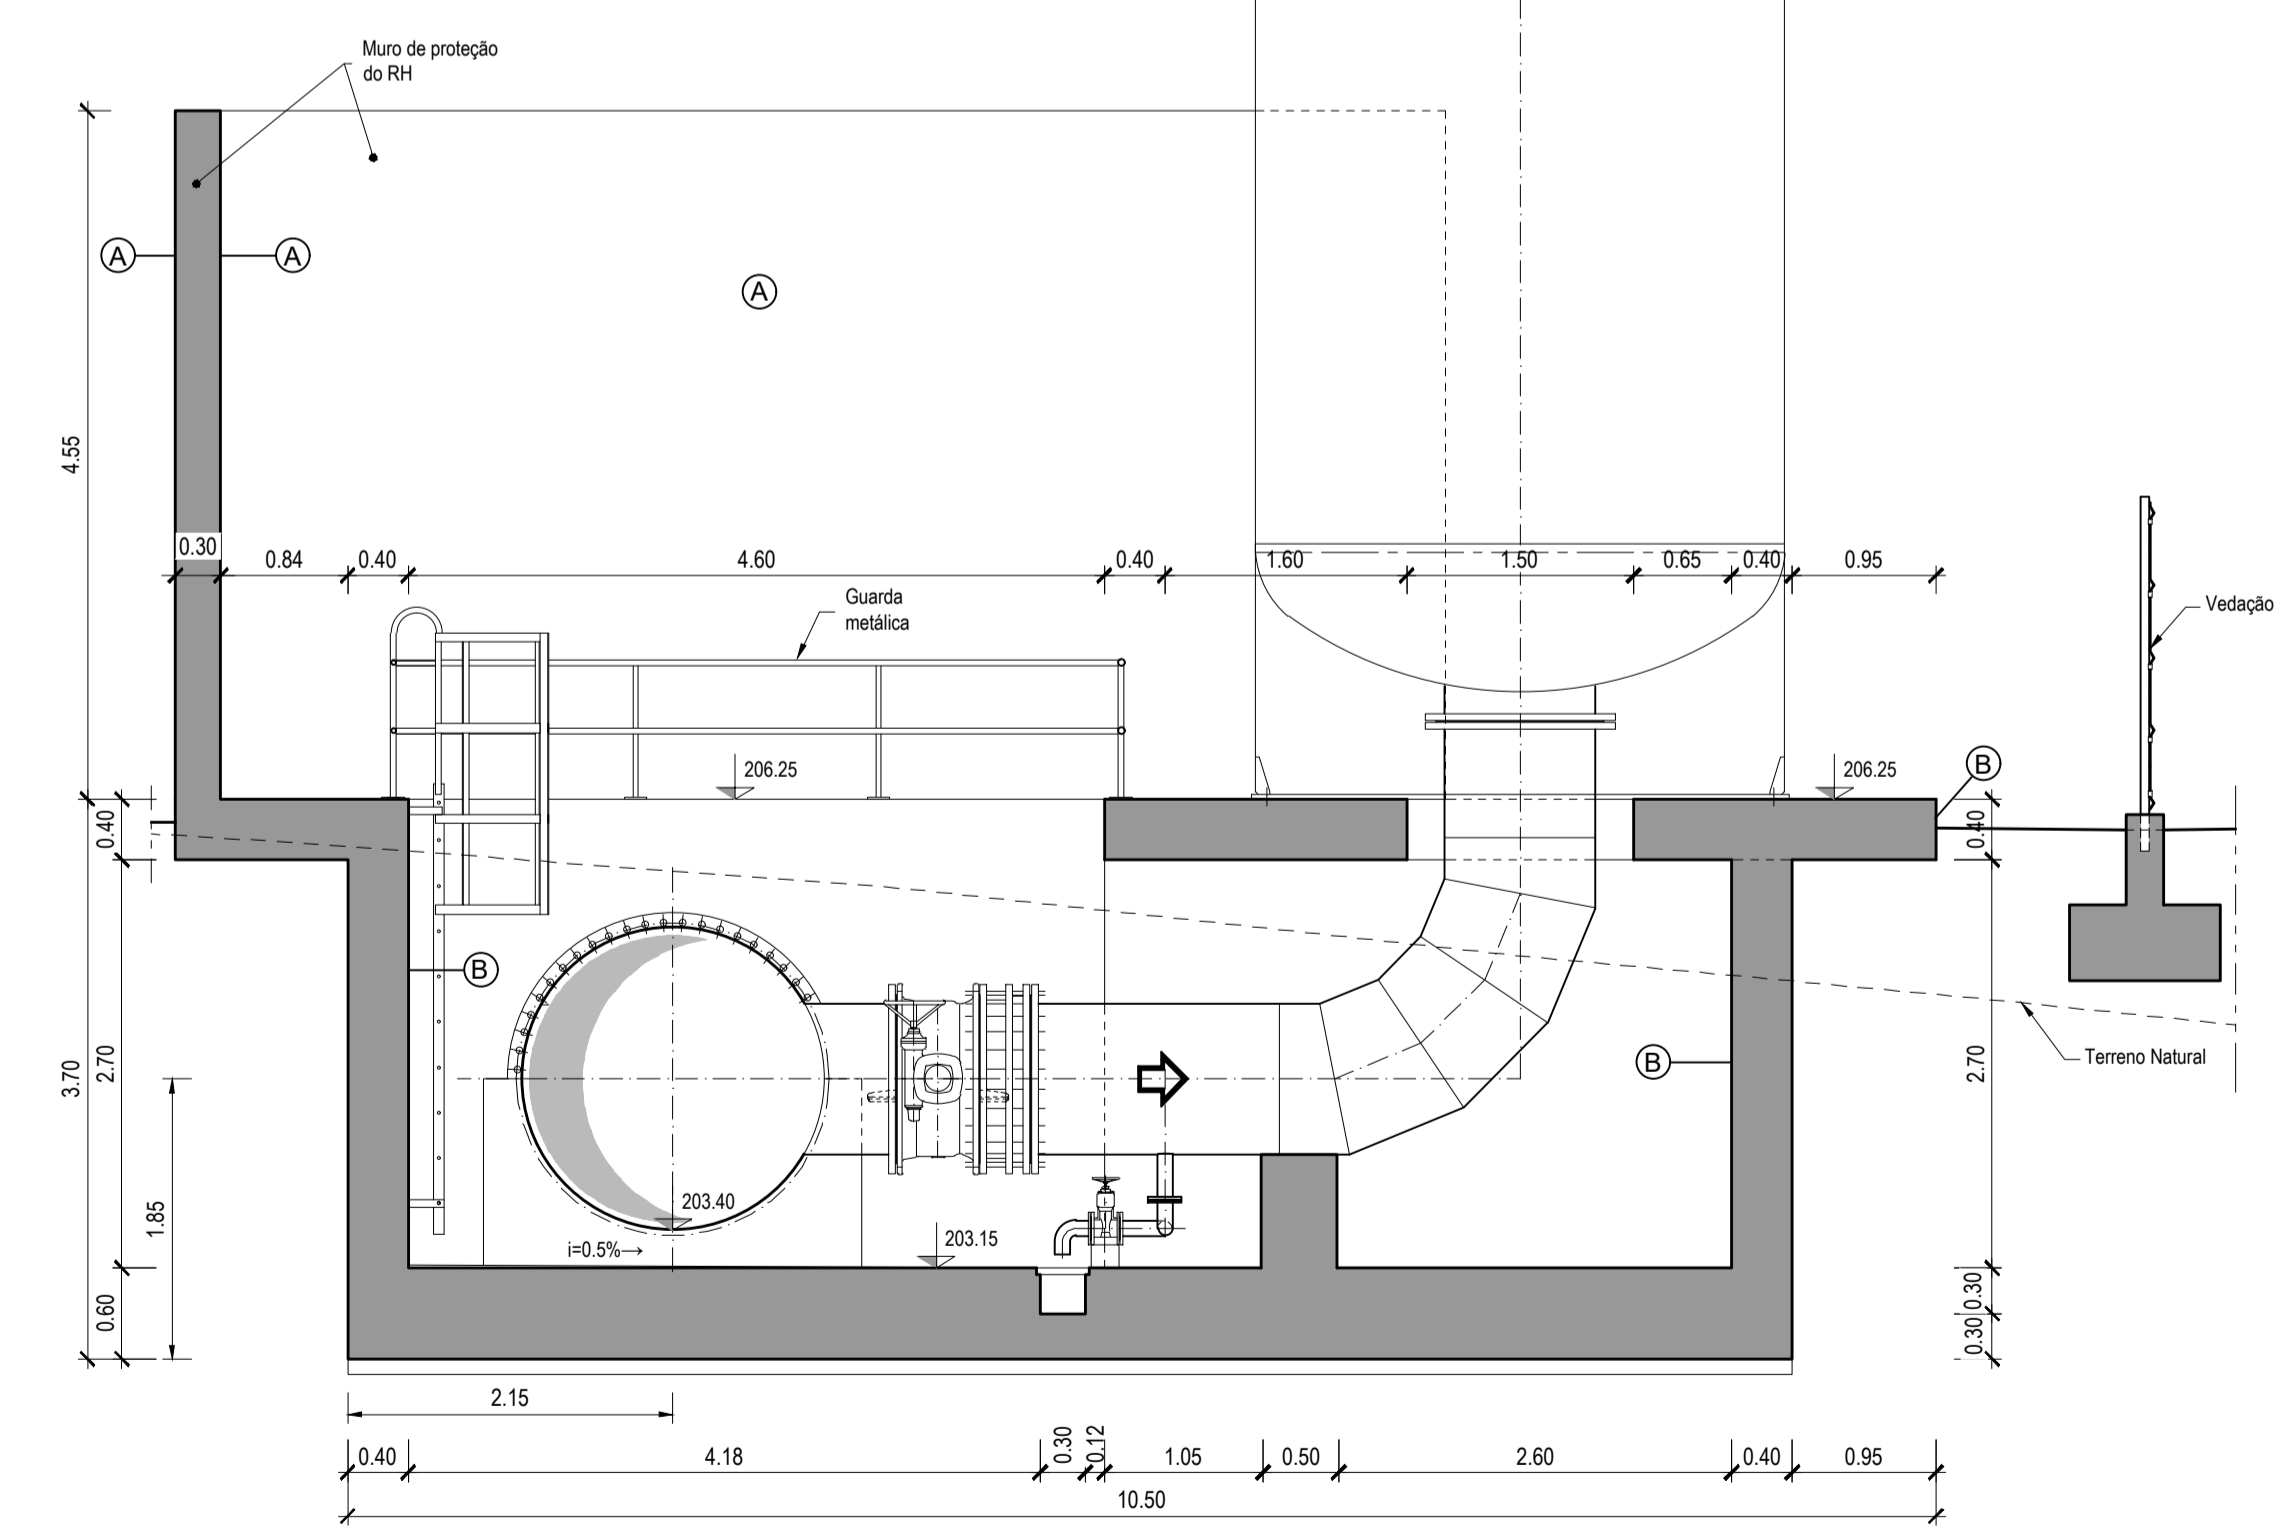 Muro de proteção
do RH
A
A
A
4.55
0.30
0.84
0.40
4.60
0.40
1.60
1.50
0.65
0.40
0.95
Guarda
metálica
Vedação
206.25
206.25
B
0.40
0.40
B
B
3.70
2.70
2.70
Terreno Natural
1.85
203.40
203.15
i=0.5%→
0.60
0.30
0.30
2.15
0.40
4.18
0.30
0.12
1.05
0.50
2.60
0.40
0.95
10.50